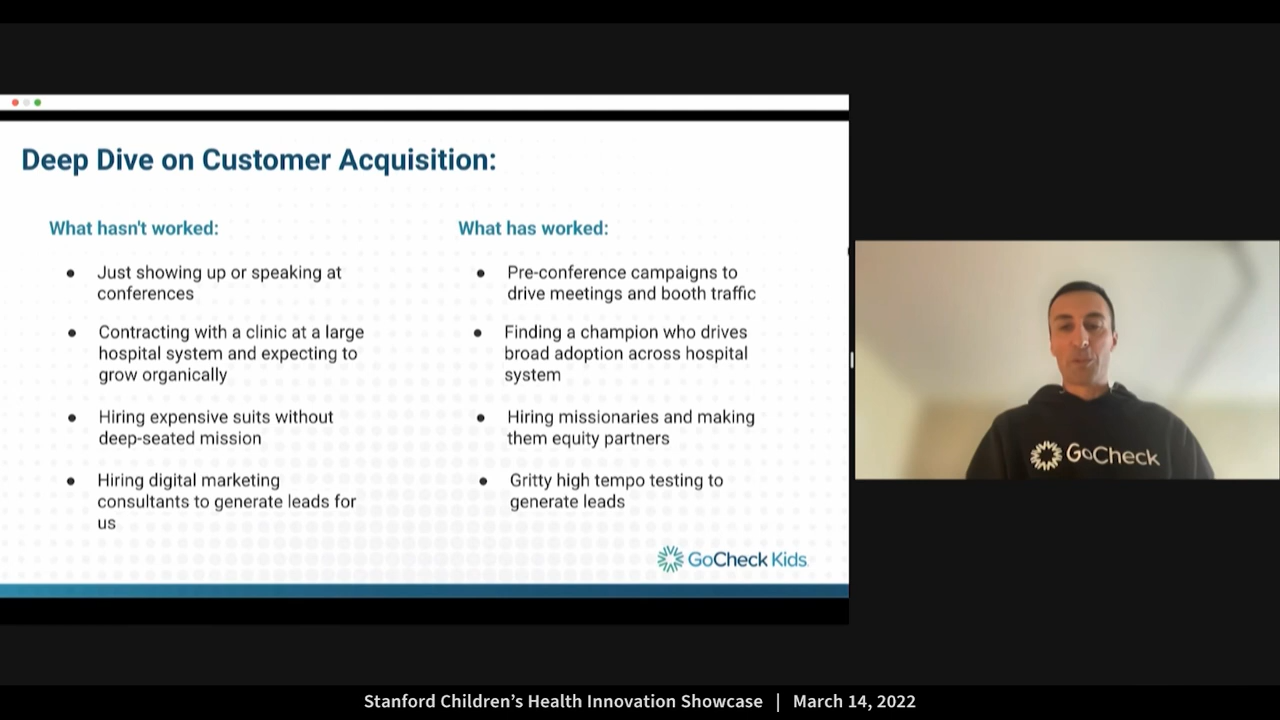 Deep Dive on Customer Acquisition:
What hasn't worked:
Just showing up or speaking at
conferences
Contracting with a clinic at a large
hospital system and expecting to
grow organically
Hiring expensive suits without
deep-seated mission
Hiring digital marketing
consultants to generate leads for
us
What has worked:
Pre-conference campaigns to
drive meetings and booth traffic
Finding a champion who drives
broad adoption across hospital
system
Hiring missionaries and making
them equity partners
Gritty high tempo testing to
generate leads
GoCheck Kids
GoCheck
Stanford Children’s Health Innovation Showcase | March 14, 2022